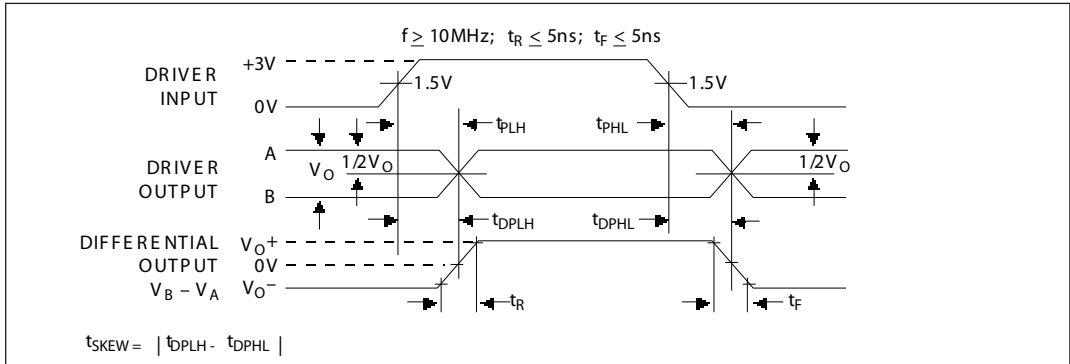 f ≥ 10MHz; tR ≤ 5ns; tF ≤ 5ns
+3V
DRIVER
INPUT
1.5V
1.5V
0V
tPLH
tPHL
A
DRIVER
OUTPUT
VO
1/2VO
1/2VO
B
tDPLH
tDPHL
DIFFERENTIAL
OUTPUT
VB – VA
VO+
0V
VO–
tR
tF
tSKEW = | tDPLH - tDPHL |